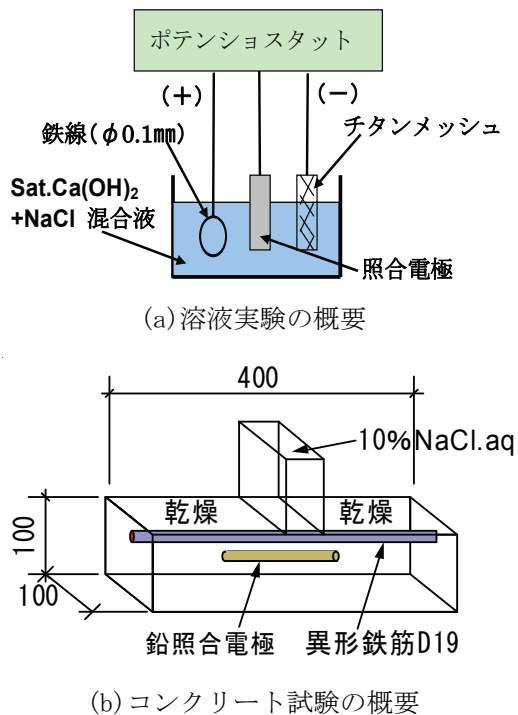 ポテンショスタット
(+)
(－)
鉄線(φ0.1㎜)
チタンメッシュ
Sat.Ca(OH)₂
+NaCl 混合液
照合電極
(a)溶液実験の概要
400
10%NaCl.aq
乾燥
乾燥
100
100
鉛照合電極
異形鉄筋D19
(b)コンクリート試験の概要